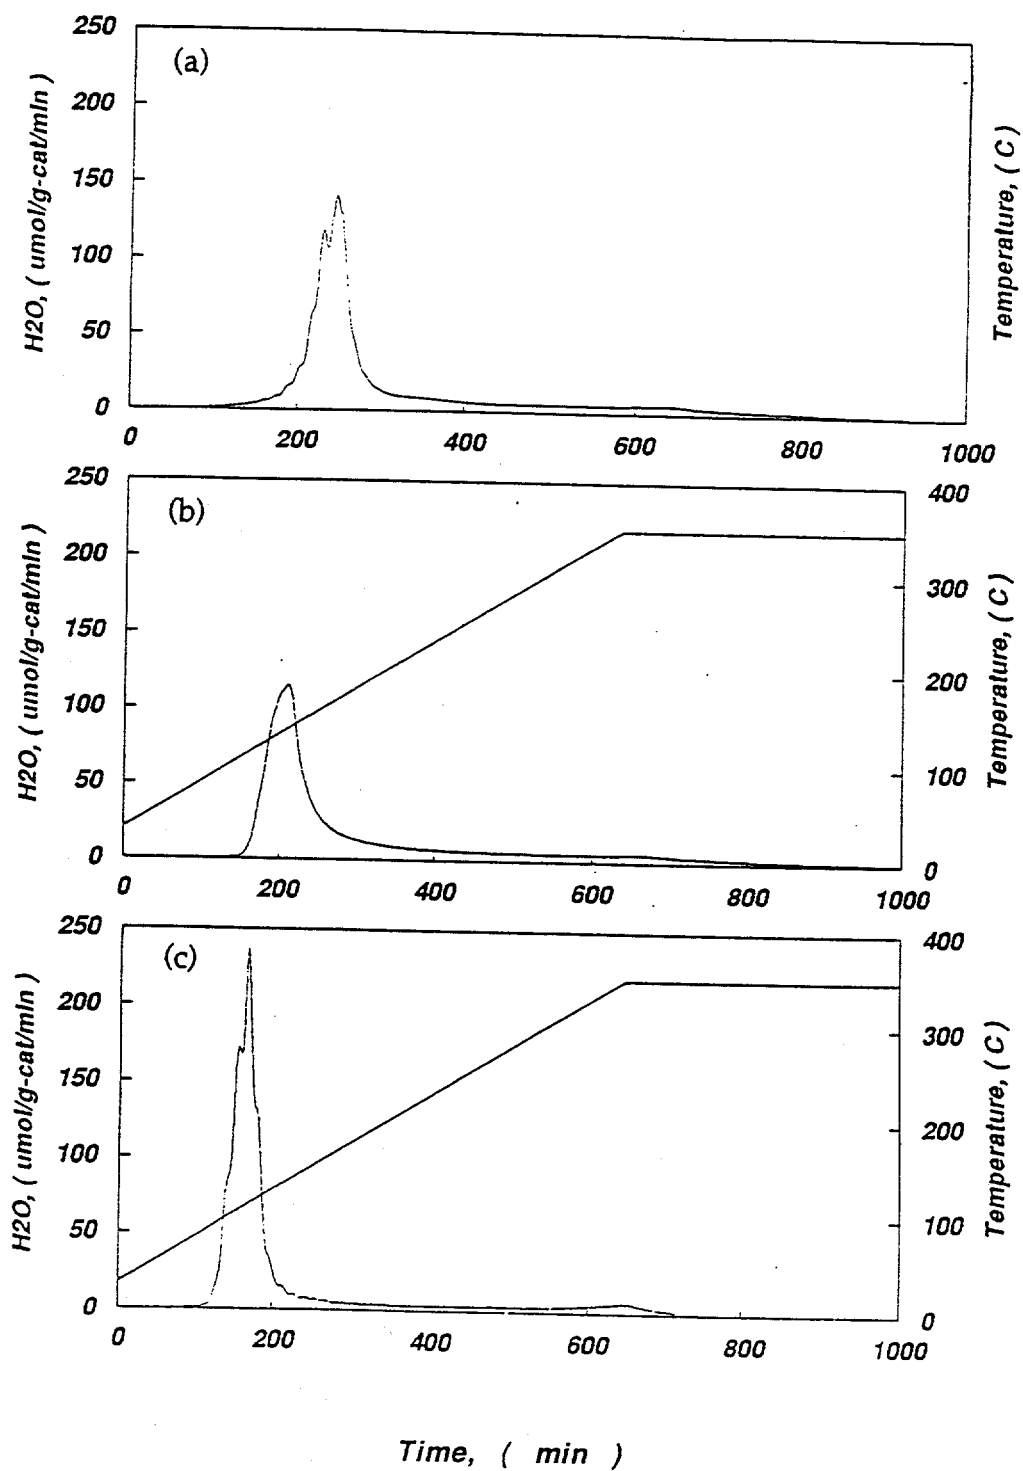 250
(a)
200
150
100
50
0
H2O, ( umol/g-cat/min )
Temperature, ( C )
0 200 400 600 800 1000
250
(b)
200
150
100
50
0
H2O, ( umol/g-cat/min )
400
300
200
100
0
Temperature, ( C )
0 200 400 600 800 1000
250
(c)
200
150
100
50
0
H2O, ( umol/g-cat/min )
400
300
200
100
0
Temperature, ( C )
0 200 400 600 800 1000
Time, ( min )